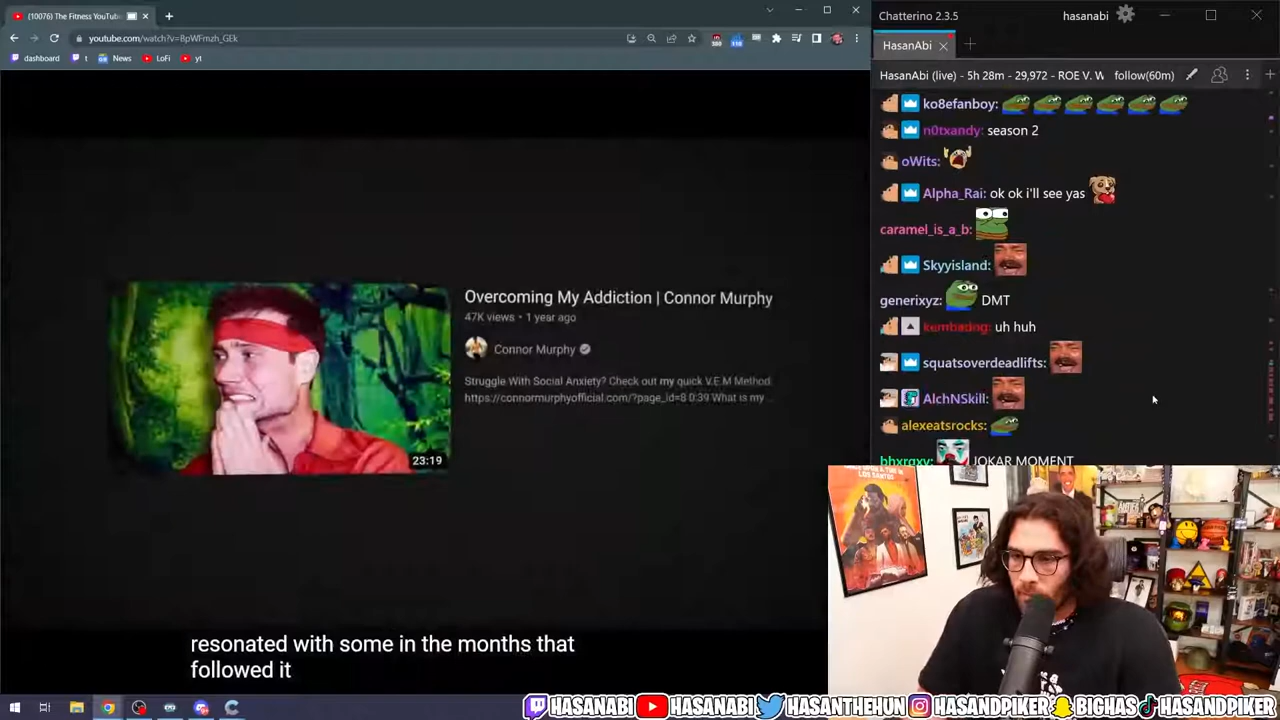 (10076) The Fitness YouTub
youtube.com/watch?v=BpWFmzh_GEk
dashboard
t
News
LoFi
yt
Overcoming My Addiction | Connor Murphy
47K views • 1 year ago
Connor Murphy
Struggle With Social Anxiety? Check out my quick V.E.M Method
https://connormurphyofficial.com/?page_id=8 0:39 What is my ...
23:19
resonated with some in the months that
followed it
Chatterino 2.3.5
hasanabi
HasanAbi
HasanAbi (live) - 5h 28m - 29,972 - ROE V. W
follow(60m)
ko8efanboy:
n0txandy: season 2
oWits:
Alpha_Rai: ok ok i'll see yas
caramel_is_a_b:
Skyyisland:
generixyz: DMT
kembadog: uh huh
squatsoverdeadlifts:
AlchNSkill:
alexeatsrocks:
bhxrgxy: JOKAR MOMENT
LOS SANTOS
HASANABI
HASANABI
HASANTHEHUN
HASANDPIKER
BIGHAS
HASANDPIKER